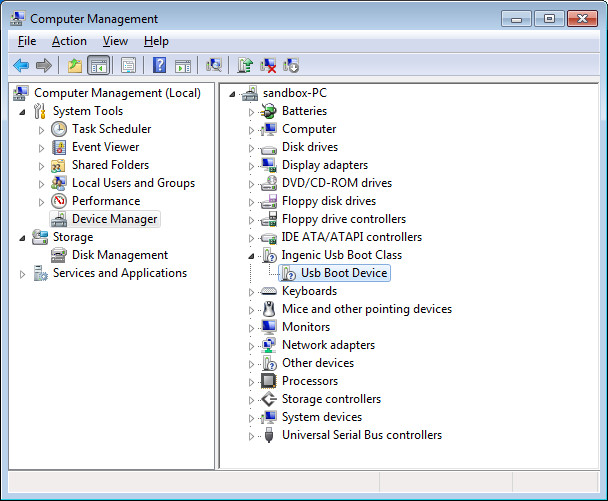 Computer Management
File Action View Help
Computer Management (Local)
System Tools
Task Scheduler
Event Viewer
Shared Folders
Local Users and Groups
Performance
Device Manager
Storage
Disk Management
Services and Applications
sandbox-PC
Batteries
Computer
Disk drives
Display adapters
DVD/CD-ROM drives
Floppy disk drives
Floppy drive controllers
IDE ATA/ATAPI controllers
Ingenic Usb Boot Class
Usb Boot Device
Keyboards
Mice and other pointing devices
Monitors
Network adapters
Other devices
Processors
Storage controllers
System devices
Universal Serial Bus controllers